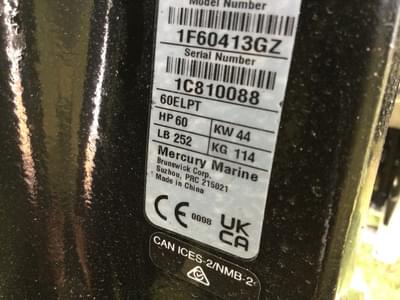 Model Number
1F60413GZ
Serial Number
1C810088
60ELPT
HP 60 KW 44
LB 252 KG 114
Mercury Marine
Brunswick Corp.
Suzhou, PRC 215021
Made in China
CE 0098 UK CA
CAN ICES-2/NMB-2